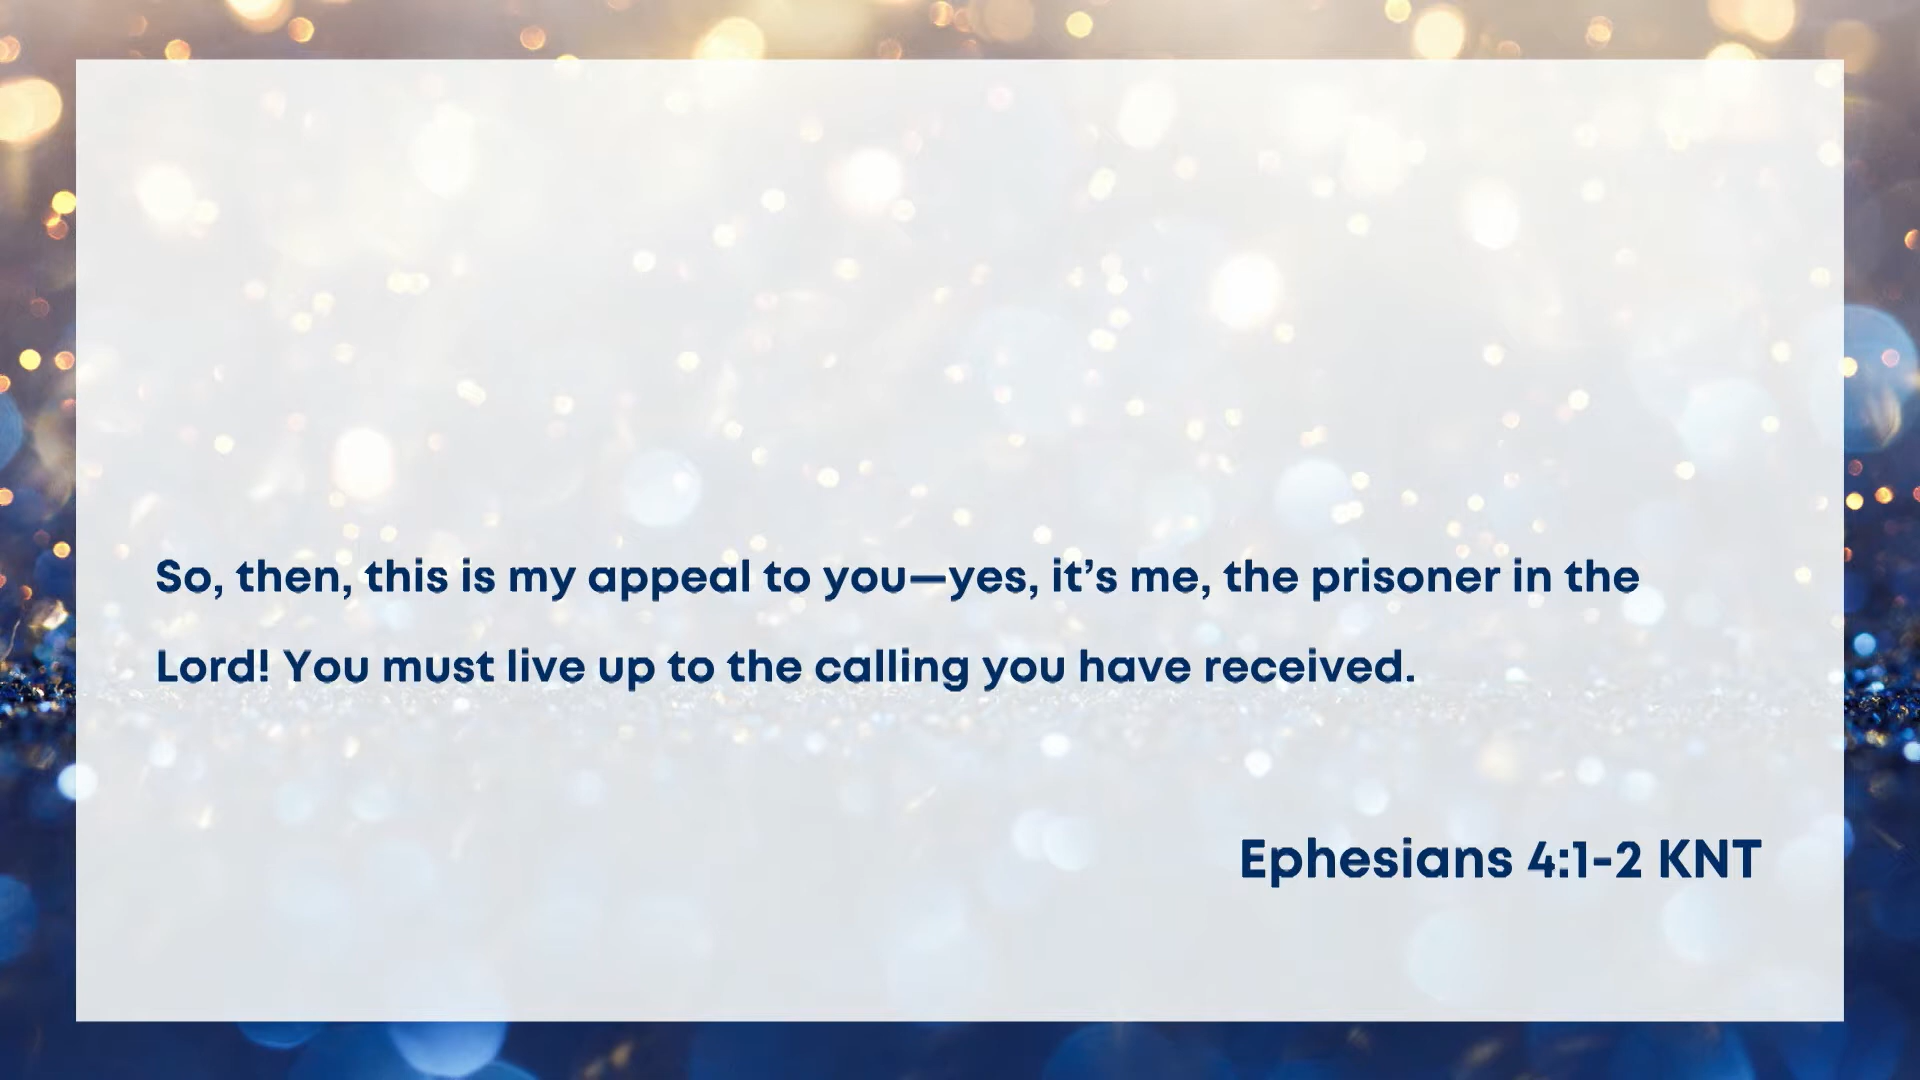 So, then, this is my appeal to you—yes, it’s me, the prisoner in the
Lord! You must live up to the calling you have received.
Ephesians 4:1-2 KNT